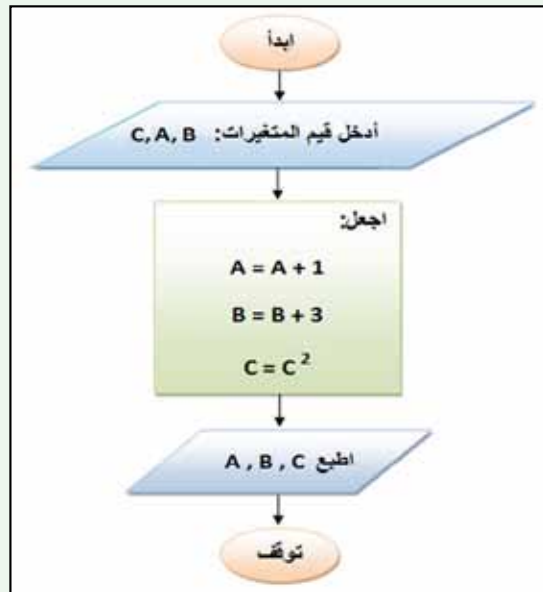 ابدأ
أدخل قيم المتغيرات: C, A, B
اجعل:
A = A + 1
B = B + 3
C = C ²
اطبع A , B , C
توقف